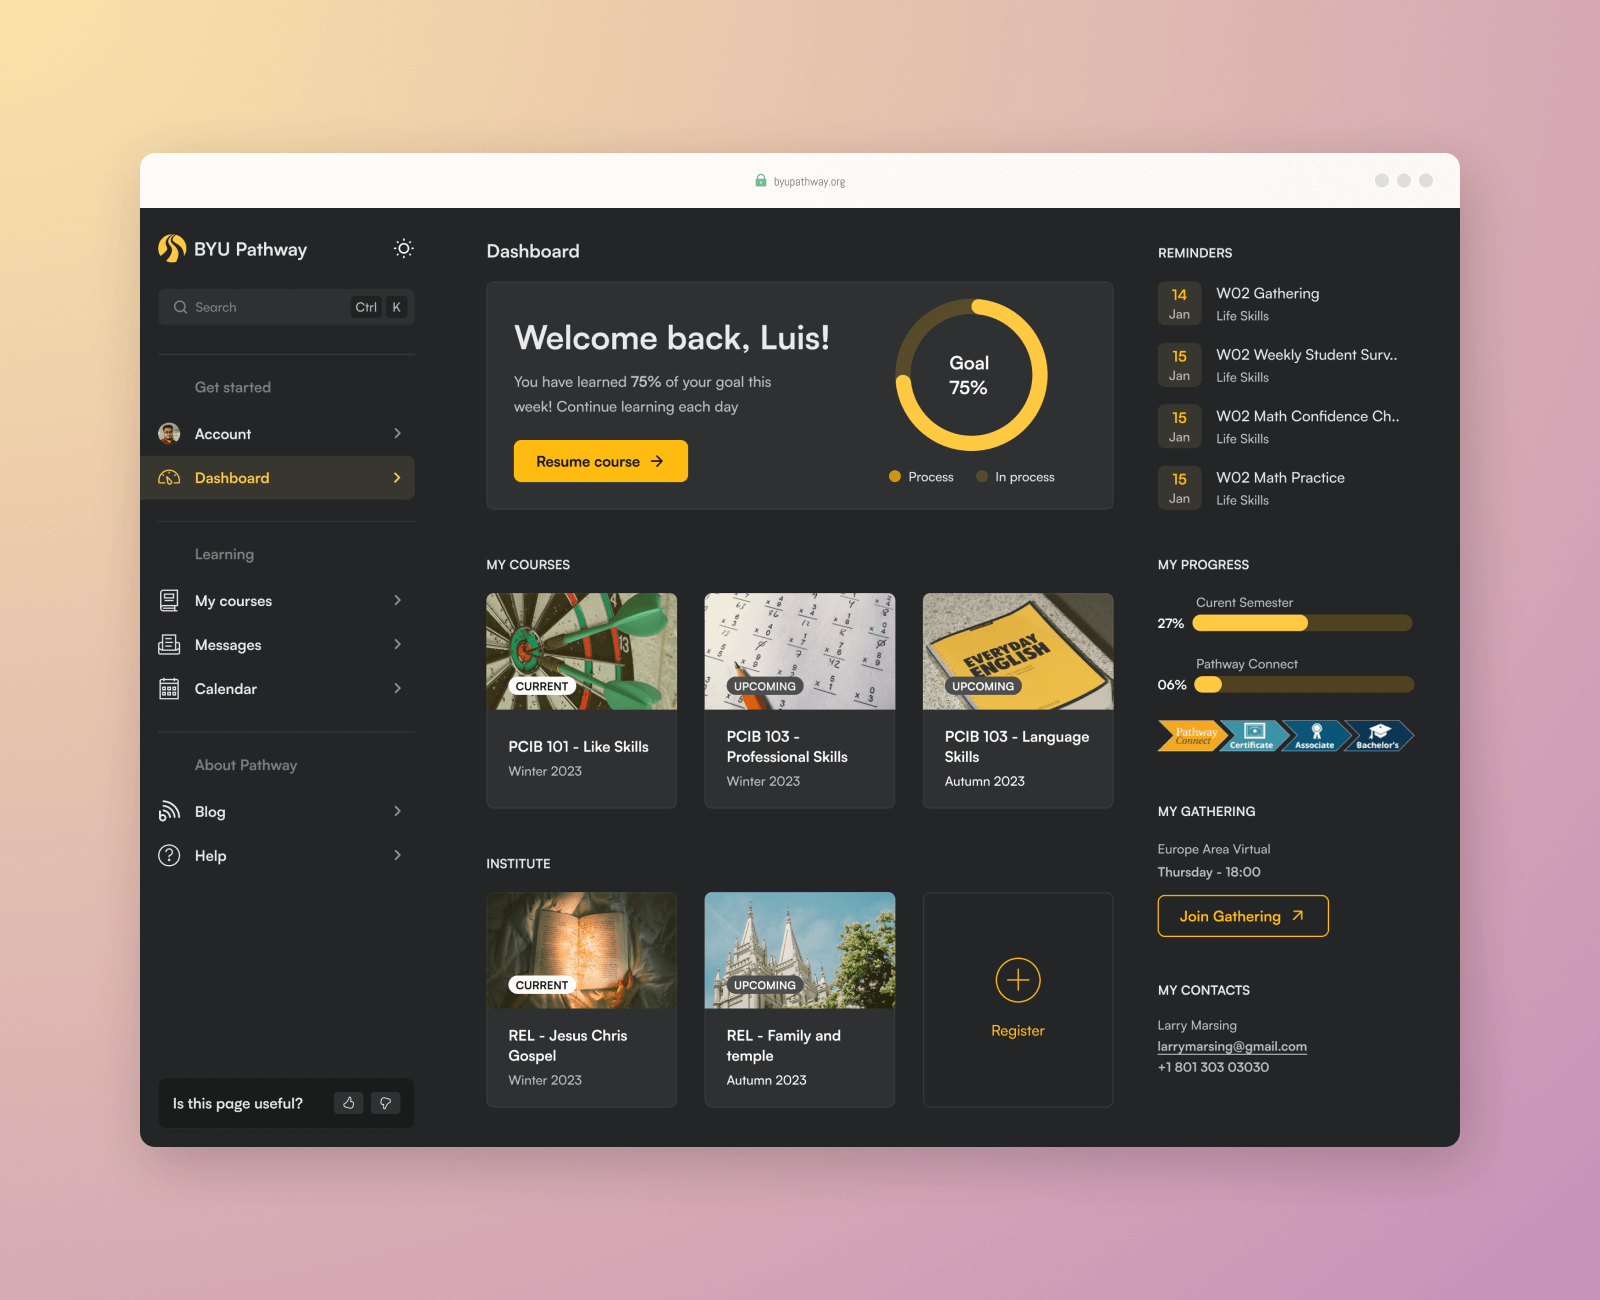 byupathway.org
BYU Pathway
Search
Ctrl K
Get started
Account
Dashboard
Learning
My courses
Messages
Calendar
About Pathway
Blog
Help
Is this page useful?
Dashboard
Welcome back, Luis!
You have learned 75% of your goal this
week! Continue learning each day
Resume course
Goal
75%
Process
In process
MY COURSES
13
EVERYDAY
ENGLISH
CURRENT
PCIB 101 - Like Skills
Winter 2023
UPCOMING
PCIB 103 -
Professional Skills
Winter 2023
UPCOMING
PCIB 103 - Language
Skills
Autumn 2023
INSTITUTE
CURRENT
REL - Jesus Chris
Gospel
Winter 2023
UPCOMING
REL - Family and
temple
Autumn 2023
Register
REMINDERS
14
Jan
W02 Gathering
Life Skills
15
Jan
W02 Weekly Student Surv..
Life Skills
15
Jan
W02 Math Confidence Ch..
Life Skills
15
Jan
W02 Math Practice
Life Skills
MY PROGRESS
Curent Semester
27%
Pathway Connect
06%
Pathway
Connect
Certificate
Associate
Bachelor's
MY GATHERING
Europe Area Virtual
Thursday - 18:00
Join Gathering
MY CONTACTS
Larry Marsing
larrymarsing@gmail.com
+1 801 303 03030